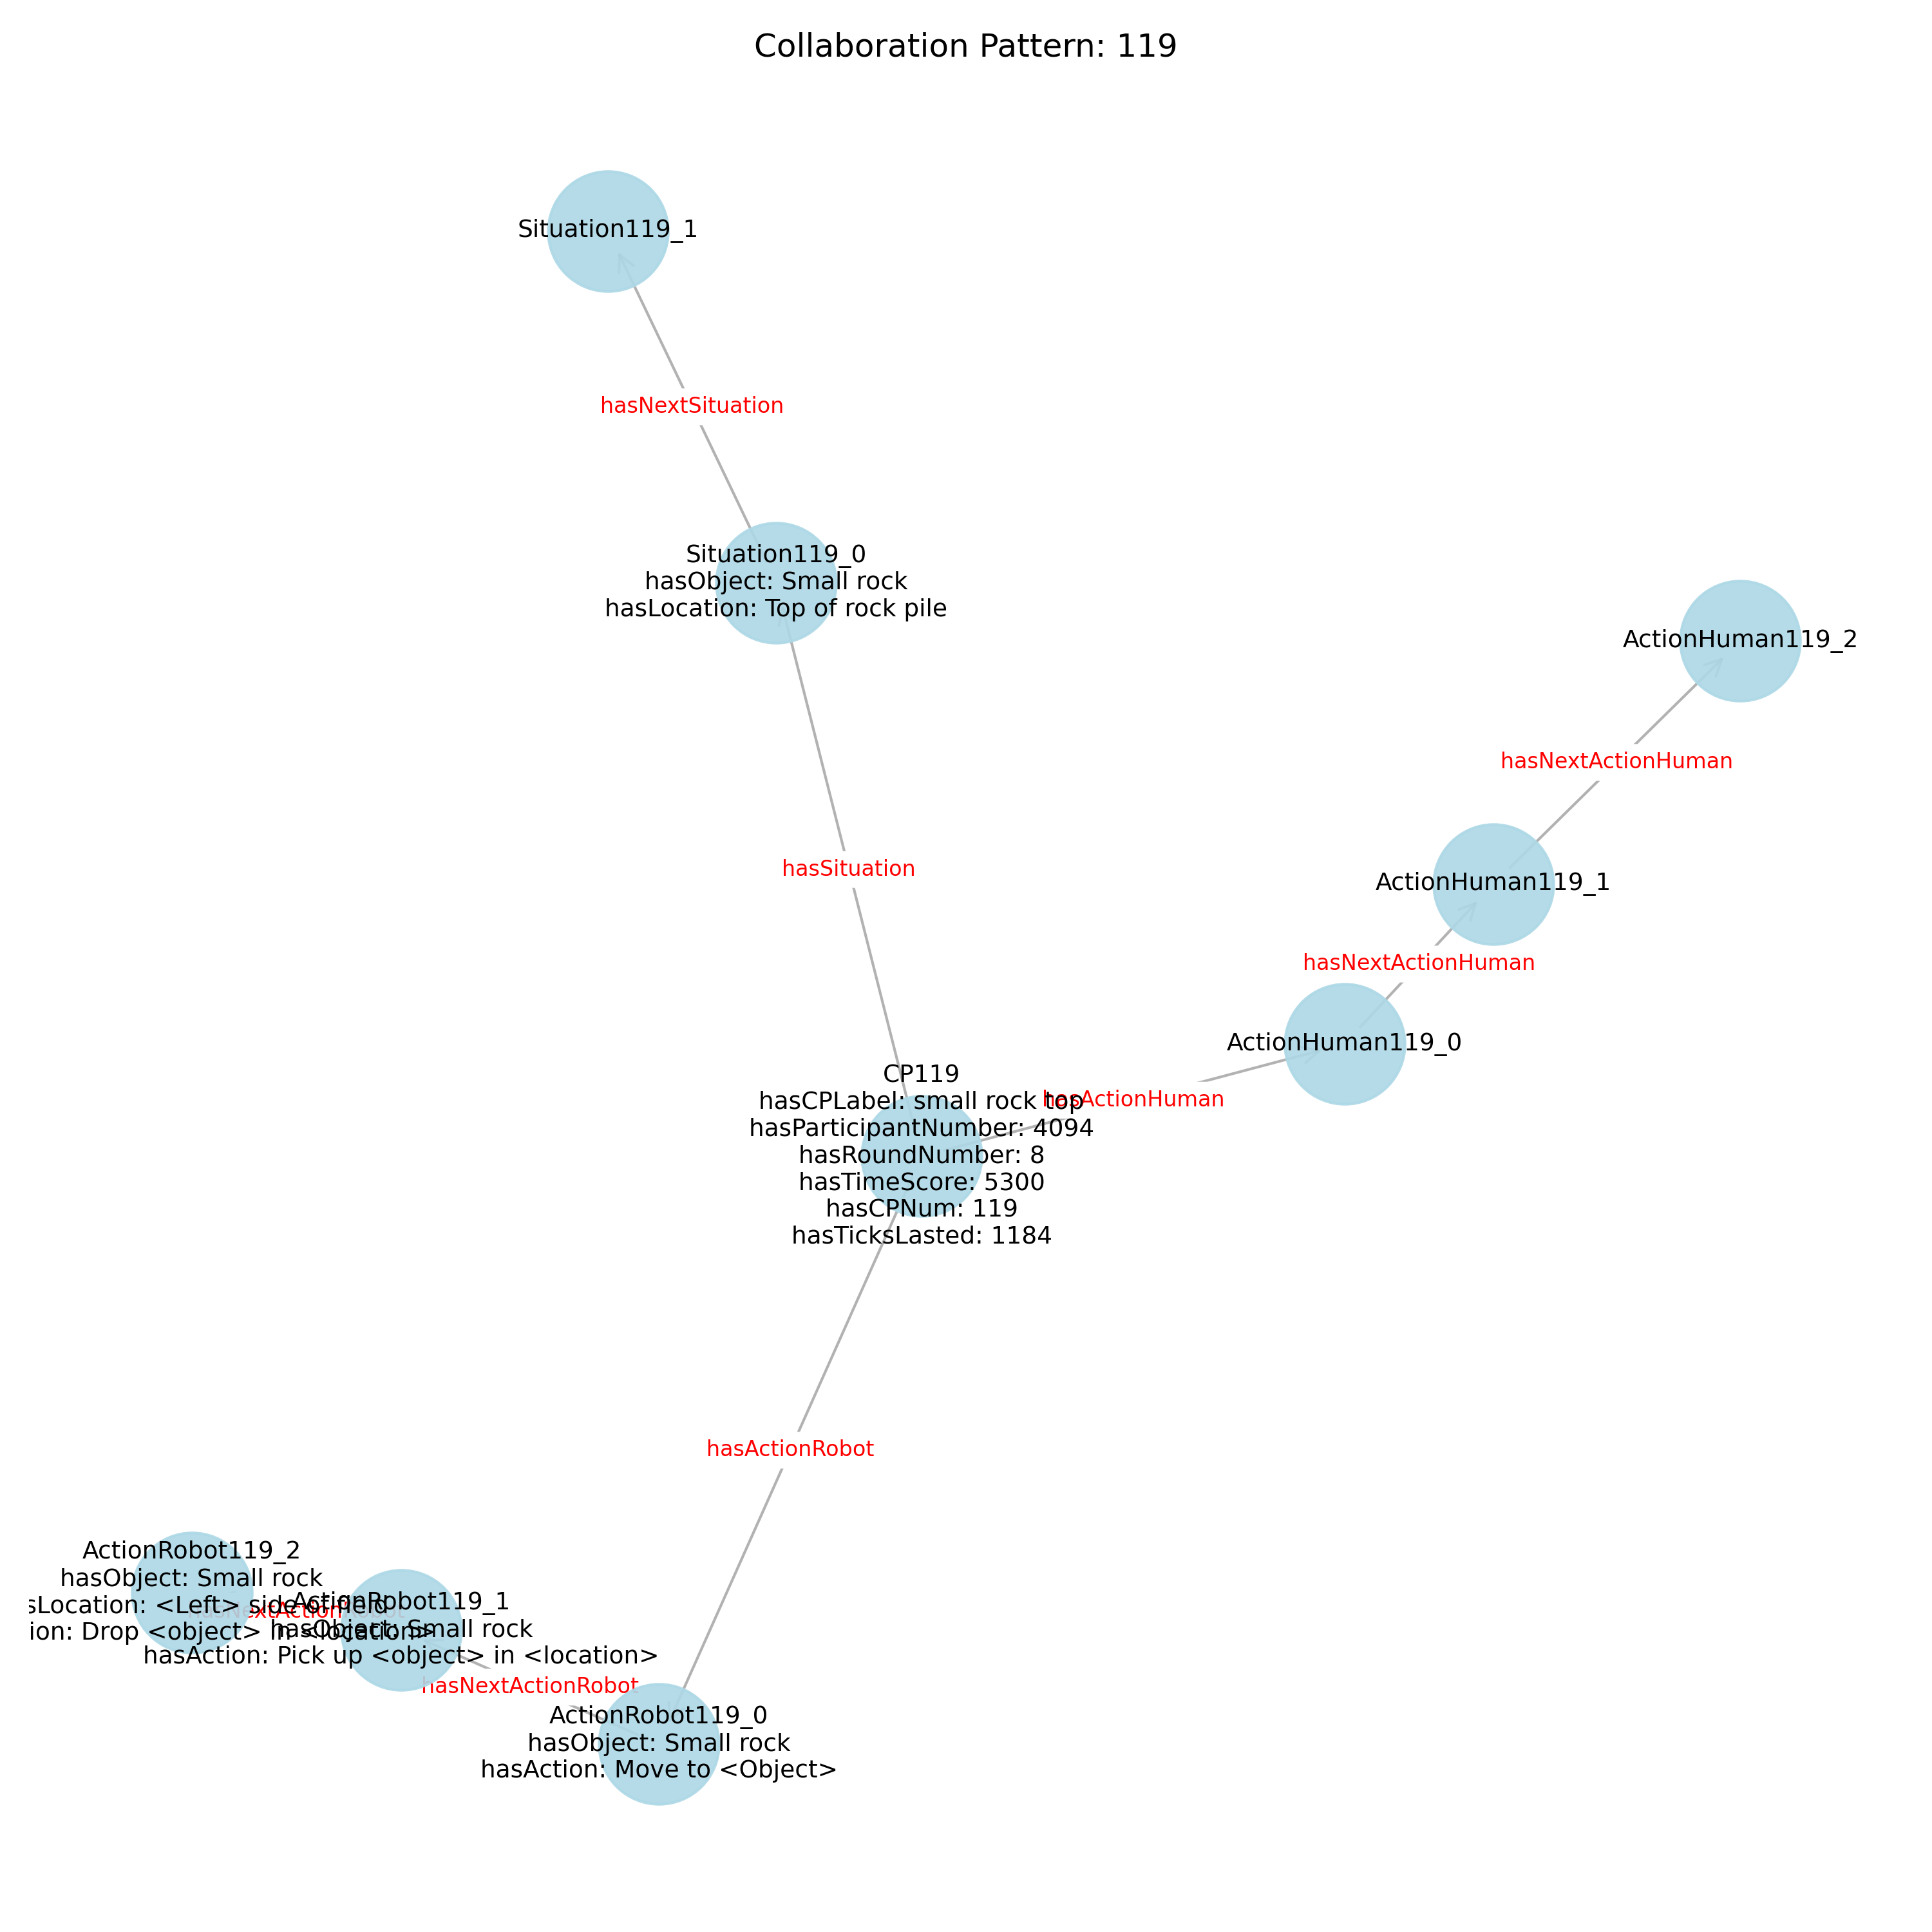 Collaboration Pattern: 119
Situation119_1
hasNextSituation
Situation119_0
hasObject: Small rock
hasLocation: Top of rock pile
ActionHuman119_2
hasNextActionHuman
hasSituation
ActionHuman119_1
hasNextActionHuman
ActionHuman119_0
hasActionHuman
CP119
hasCPLabel: small rock top
hasParticipantNumber: 4094
hasRoundNumber: 8
hasTimeScore: 5300
hasCPNum: 119
hasTicksLasted: 1184
hasActionRobot
ActionRobot119_2
hasObject: Small rock
sLocation: <Left> side of field
ion: Drop <object> in <location>
hasNextActionRobot
ActionRobot119_1
hasObject: Small rock
hasAction: Pick up <object> in <location>
hasNextActionRobot
ActionRobot119_0
hasObject: Small rock
hasAction: Move to <Object>